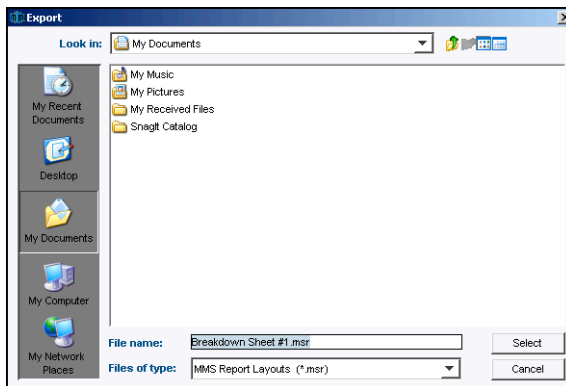 Export
Look in:
My Documents
My Recent
Documents
Desktop
My Documents
My Computer
My Network
Places
My Music
My Pictures
My Received Files
SnagIt Catalog
File name:
Breakdown Sheet #1.msr
Select
Files of type:
MMS Report Layouts (*.msr)
Cancel